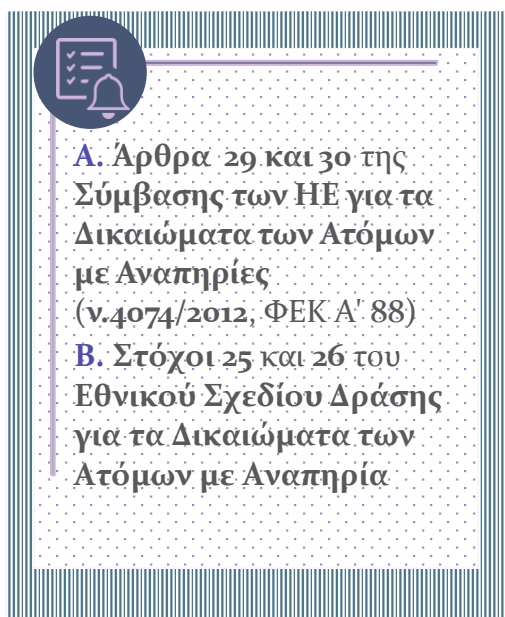 Α. Άρθρα 29 και 30 της
Σύμβασης των ΗΕ για τα
Δικαιώματα των Ατόμων
με Αναπηρίες
(ν.4074/2012, ΦΕΚ Α' 88)
Β. Στόχοι 25 και 26 του
Εθνικού Σχεδίου Δράσης
για τα Δικαιώματα των
Ατόμων με Αναπηρία